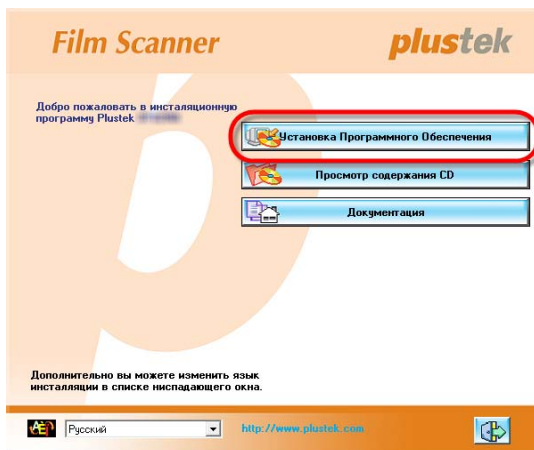 Film Scanner
plustek
Добро пожаловать в инсталяционную
программу Plustek
Установка Программного Обеспечения
Просмотр содержания CD
Документация
Дополнительно вы можете изменить язык
инсталляции в списке ниспадающего окна.
Русский
http://www.plustek.com